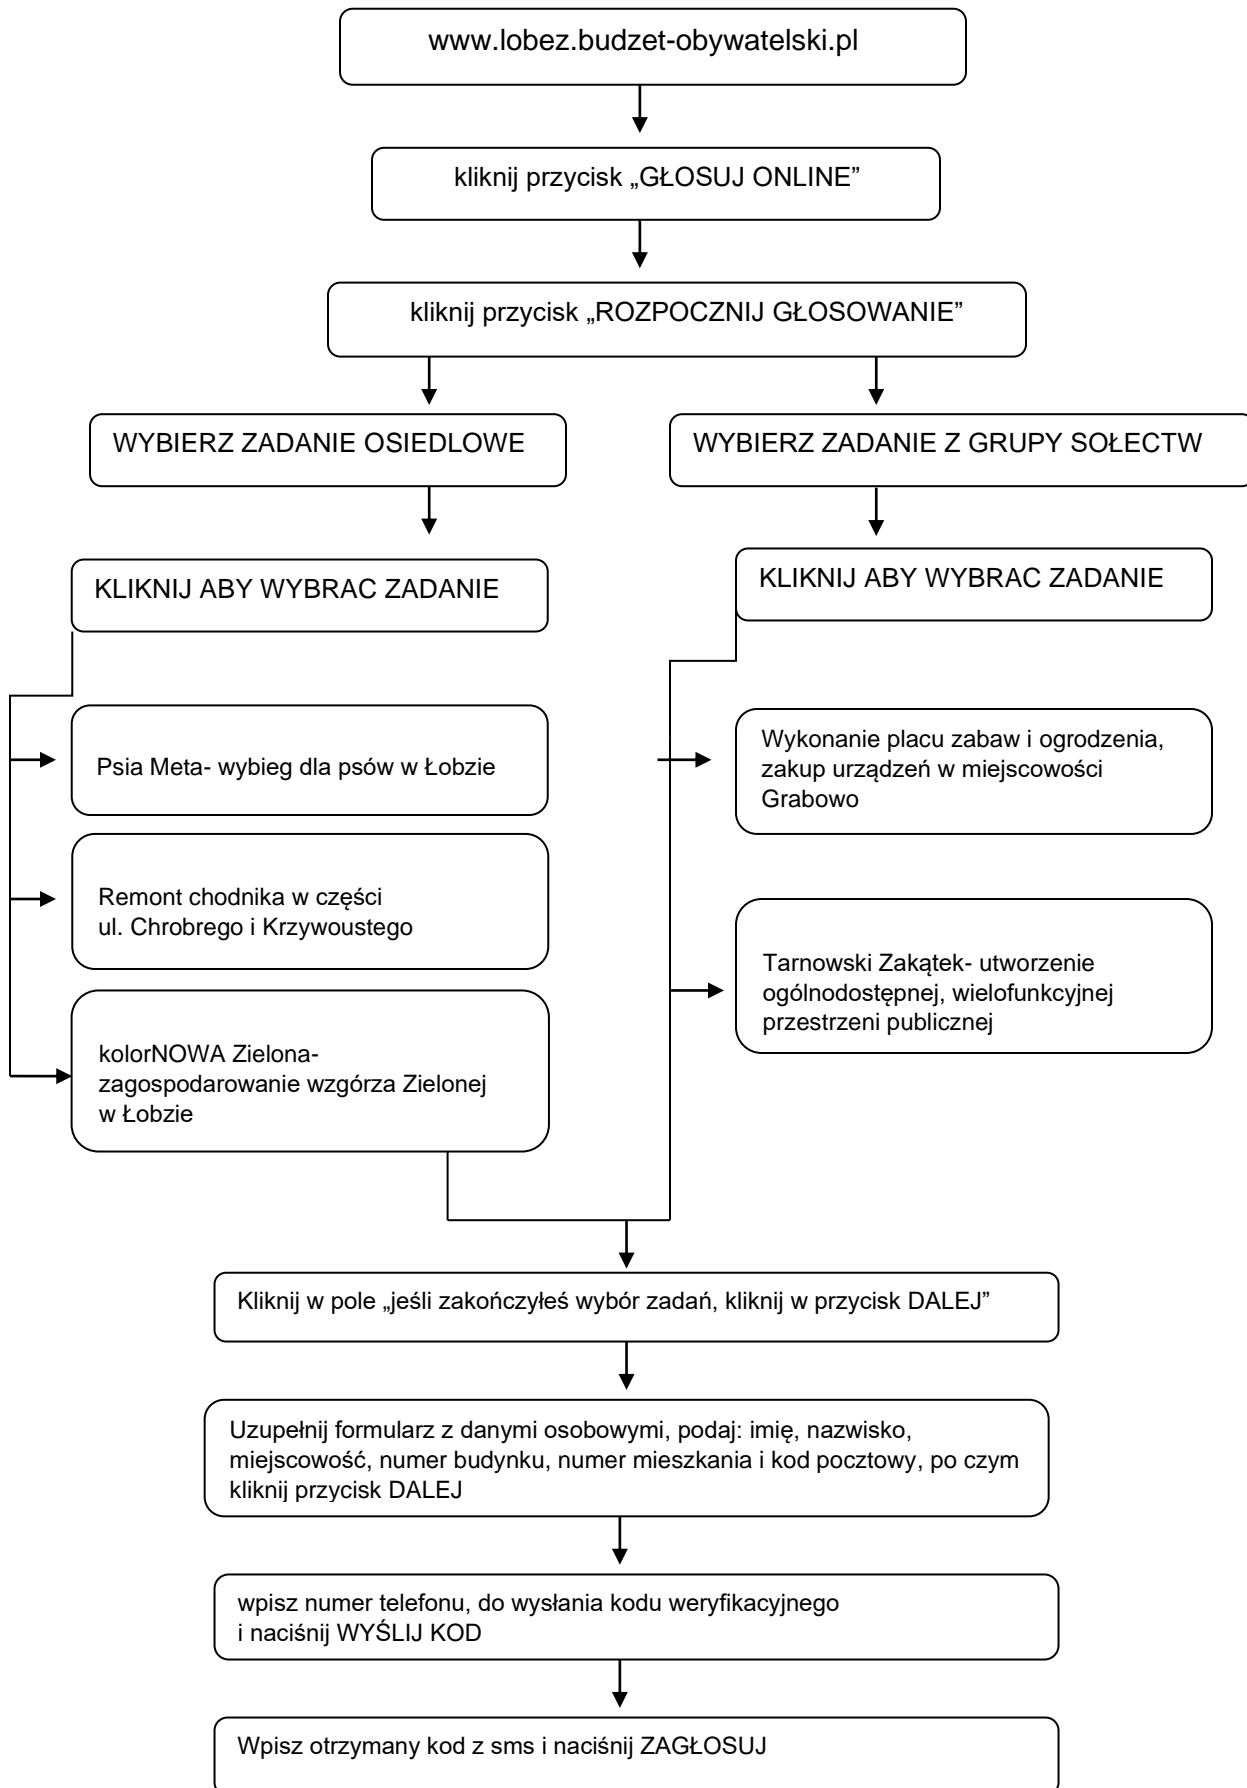 www.lobez.budzet-obywatelski.pl
kliknij przycisk „GŁOSUJ ONLINE”
kliknij przycisk „ROZPOCZNIJ GŁOSOWANIE”
WYBIERZ ZADANIE OSIEDLOWE
WYBIERZ ZADANIE Z GRUPY SOŁECTW
KLIKNIJ ABY WYBRAC ZADANIE
KLIKNIJ ABY WYBRAC ZADANIE
Psia Meta- wybieg dla psów w Łobzie
Remont chodnika w części
ul. Chrobrego i Krzywoustego
kolorNOWA Zielona-
zagospodarowanie wzgórza Zielonej
w Łobzie
Wykonanie placu zabaw i ogrodzenia,
zakup urządzeń w miejscowości
Grabowo
Tarnowski Zakątek- utworzenie
ogólnodostępnej, wielofunkcyjnej
przestrzeni publicznej
Kliknij w pole „jeśli zakończyłeś wybór zadań, kliknij w przycisk DALEJ”
Uzupełnij formularz z danymi osobowymi, podaj: imię, nazwisko,
miejscowość, numer budynku, numer mieszkania i kod pocztowy, po czym
kliknij przycisk DALEJ
wpisz numer telefonu, do wysłania kodu weryfikacyjnego
i naciśnij WYŚLIJ KOD
Wpisz otrzymany kod z sms i naciśnij ZAGŁOSUJ